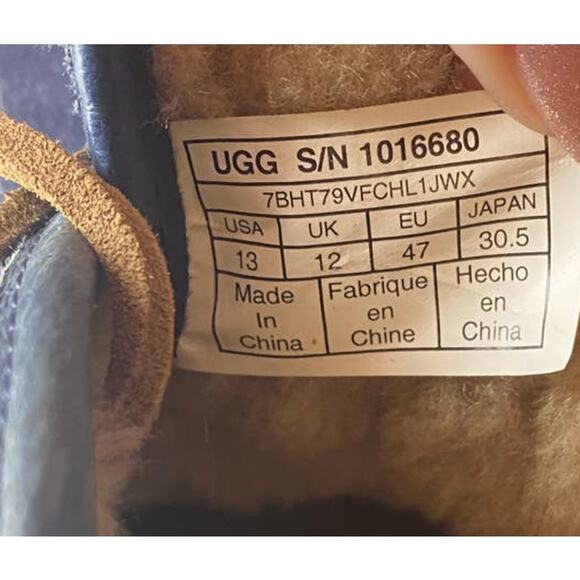 UGG S/N 1016680
7BHT79VFCHL1JWX
USA UK EU JAPAN
13 12 47 30.5
Made In China Fabrique en Chine Hecho en China